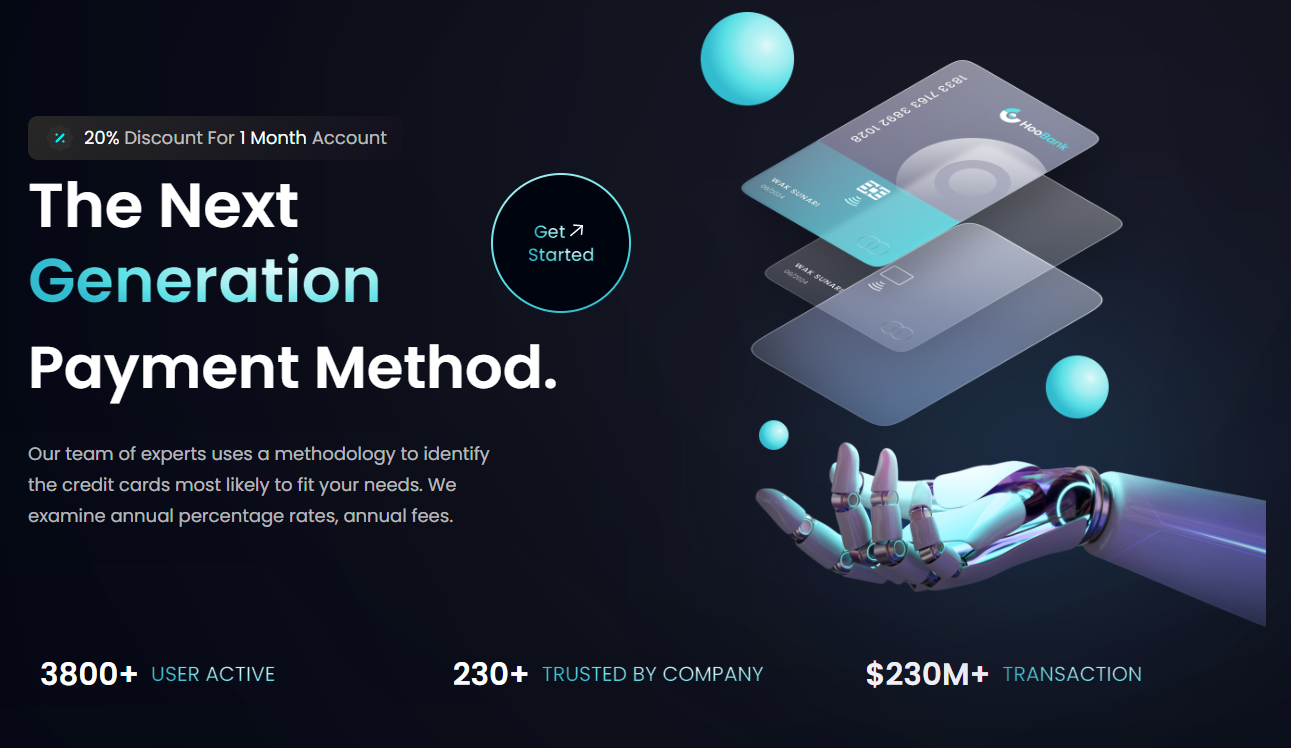 20% Discount For 1 Month Account
The Next
Generation
Payment Method.
Get
Started
Our team of experts uses a methodology to identify
the credit cards most likely to fit your needs. We
examine annual percentage rates, annual fees.
1833 7163 3892 1028
HooBank
WAK SUNARI
06/2024
WAK SUNARI
06/2024
3800+ USER ACTIVE
230+ TRUSTED BY COMPANY
$230M+ TRANSACTION